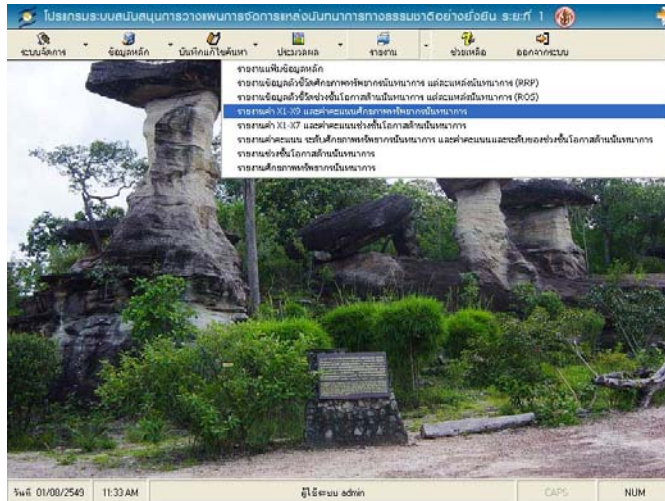 โปรแกรมระบบสนับสนุนการวางแผนการจัดการแหล่งนันทนาการทางธรรมชาติอย่างยั่งยืน ระยะที่ 1
ระบบจัดการ ข้อมูลหลัก บันทึกแก้ไขค้นหา ประมวลผล รายงาน ช่วยเหลือ ออกจากระบบ
รายงานแฟ้มข้อมูลหลัก
รายงานข้อมูลตัวชี้วัดศักยภาพทรัพยากรนันทนาการ แต่ละแหล่งนันทนาการ (RRP)
รายงานข้อมูลตัวชี้วัดช่วงชั้นโอกาสด้านนันทนาการ แต่ละแหล่งนันทนาการ (ROS)
รายงานค่า X1-X9 และค่าคะแนนศักยภาพทรัพยากรนันทนาการ
รายงานค่า X1-X7 และค่าคะแนนช่วงชั้นโอกาสด้านนันทนาการ
รายงานค่าคะแนน ระดับศักยภาพทรัพยากรนันทนาการ และค่าคะแนนและระดับของช่วงชั้นโอกาสด้านนันทนาการ
รายงานช่วงชั้นโอกาสด้านนันทนาการ
รายงานศักยภาพทรัพยากรนันทนาการ
วันที่ 01/08/2549 11:33 AM ผู้ใช้ระบบ admin CAPS NUM